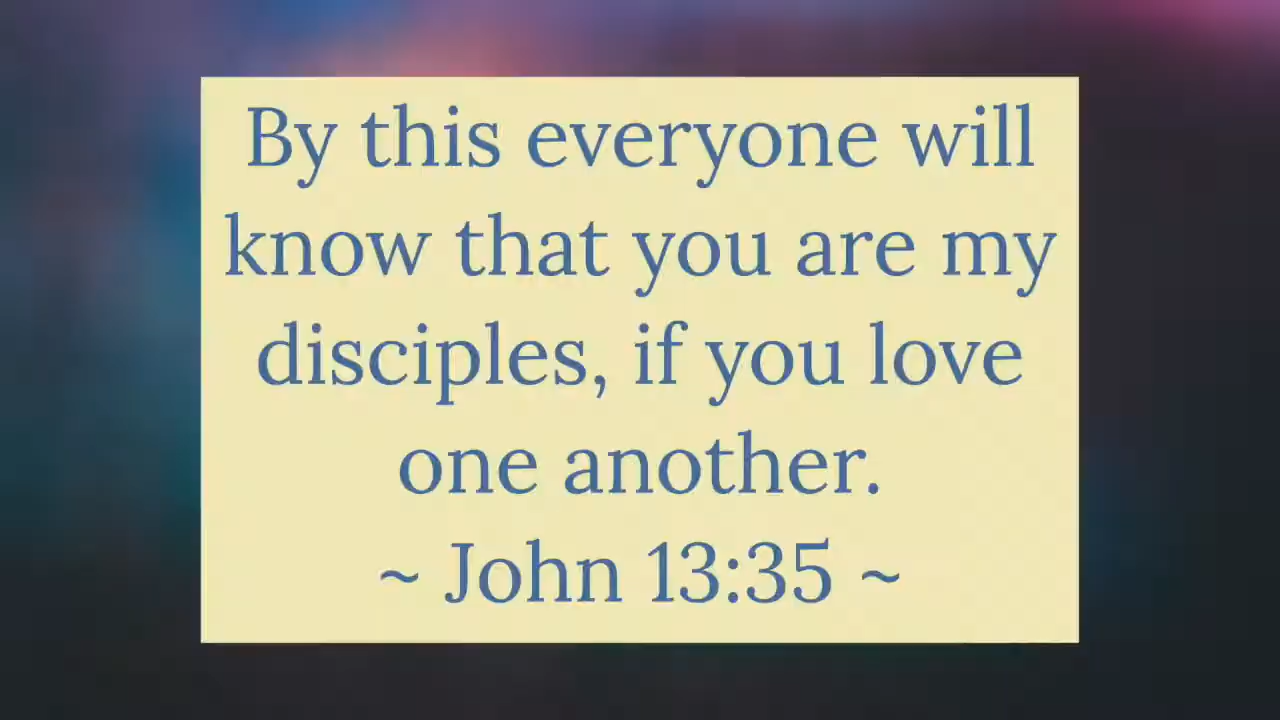 By this everyone will
know that you are my
disciples, if you love
one another.
~ John 13:35 ~